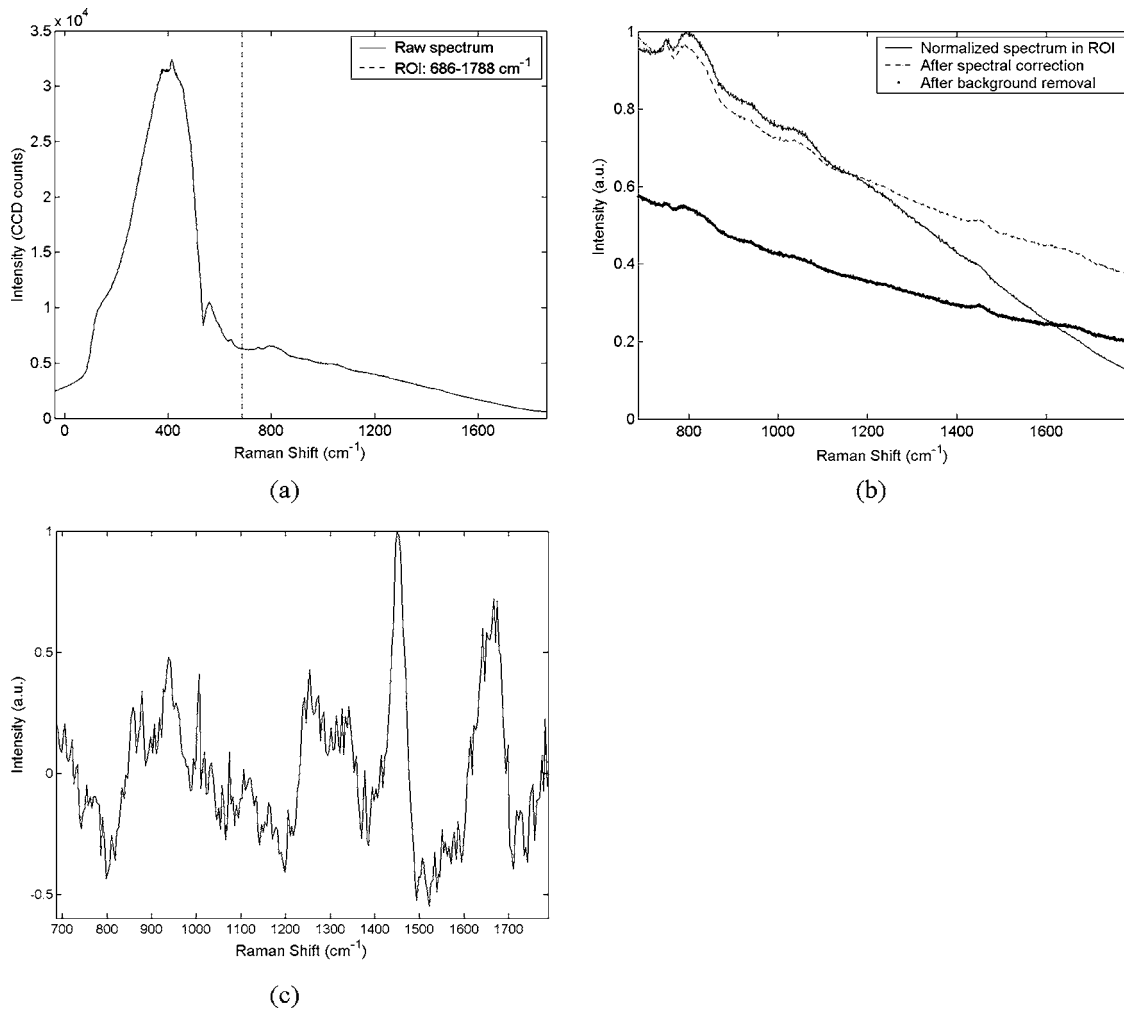 x 10⁴
3.5
3
2.5
2
1.5
1
0.5
0
Intensity (CCD counts)
Raw spectrum
ROI: 686-1788 cm⁻¹
0 400 800 1200 1600
Raman Shift (cm⁻¹)
(a)
1
0.8
0.6
0.4
0.2
0
Intensity (a.u.)
Normalized spectrum in ROI
After spectral correction
After background removal
800 1000 1200 1400 1600
Raman Shift (cm⁻¹)
(b)
1
0.5
0
-0.5
Intensity (a.u.)
700 800 900 1000 1100 1200 1300 1400 1500 1600 1700
Raman Shift (cm⁻¹)
(c)